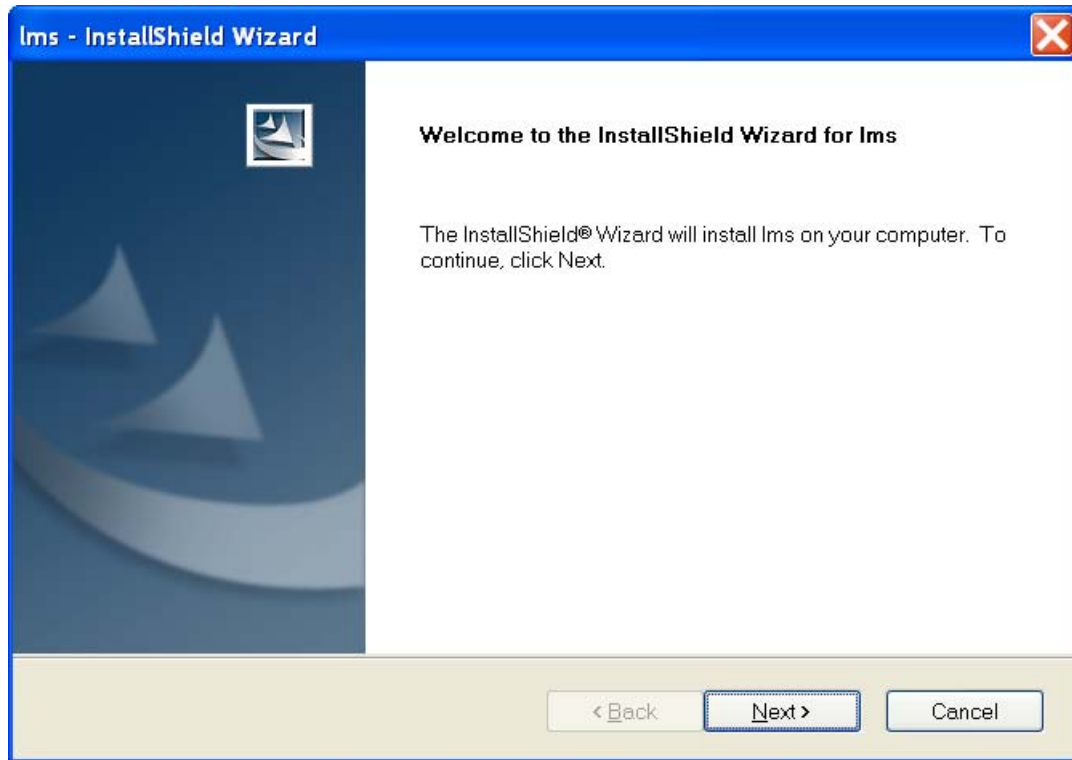 lms - InstallShield Wizard
Welcome to the InstallShield Wizard for lms
The InstallShield® Wizard will install lms on your computer. To
continue, click Next.
< Back
Next >
Cancel